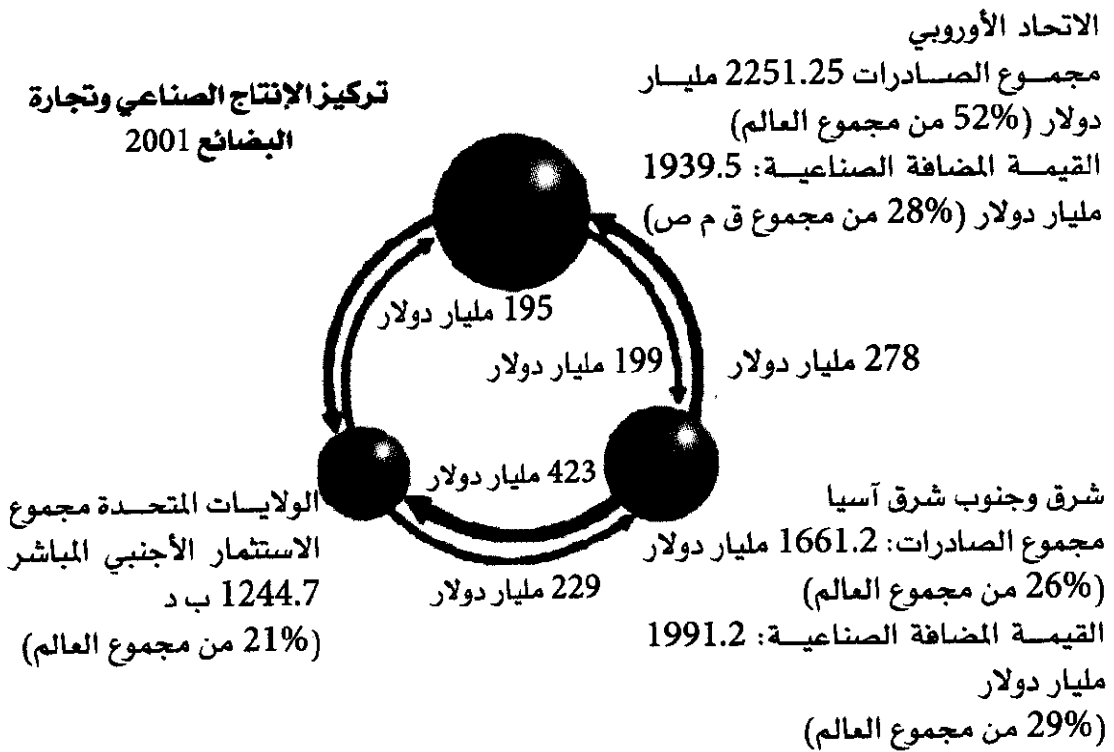 تركيز الإنتاج الصناعي وتجارة
البضائع 2001
الاتحاد الأوروبي
مجموع الصادرات 2251.25 مليار
دولار (52% من مجموع العالم)
القيمة المضافة الصناعية: 1939.5
مليار دولار (28% من مجموع ق م ص)
195 مليار دولار
199 مليار دولار
278 مليار دولار
423 مليار دولار
229 مليار دولار
شرق وجنوب شرق آسيا
مجموع الصادرات: 1661.2 مليار دولار
(26% من مجموع العالم)
القيمة المضافة الصناعية: 1991.2
مليار دولار
(29% من مجموع العالم)
الولايات المتحدة مجموع
الاستثمار الأجنبي المباشر
1244.7 ب د
(21% من مجموع العالم)